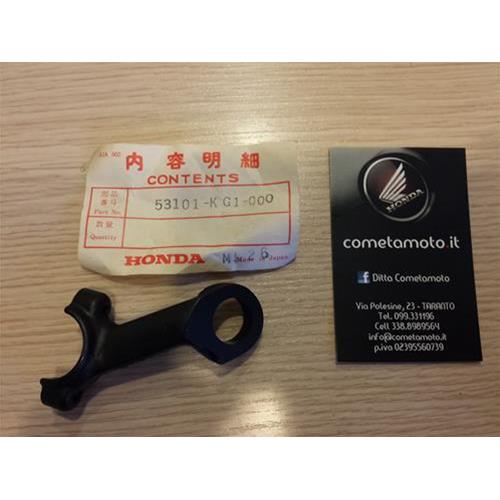 內容明細
CONTENTS
部品
番号
Part No.
53101-KG1-000
数量
Quantity
HONDA
Made in Japan
HONDA
cometamoto.it
f Ditta Cometamoto
Via Polesine, 23 - TARANTO
Tel. 099.331196
Cell 338.8989564
info@cometamoto.it
p.iva 02395560739